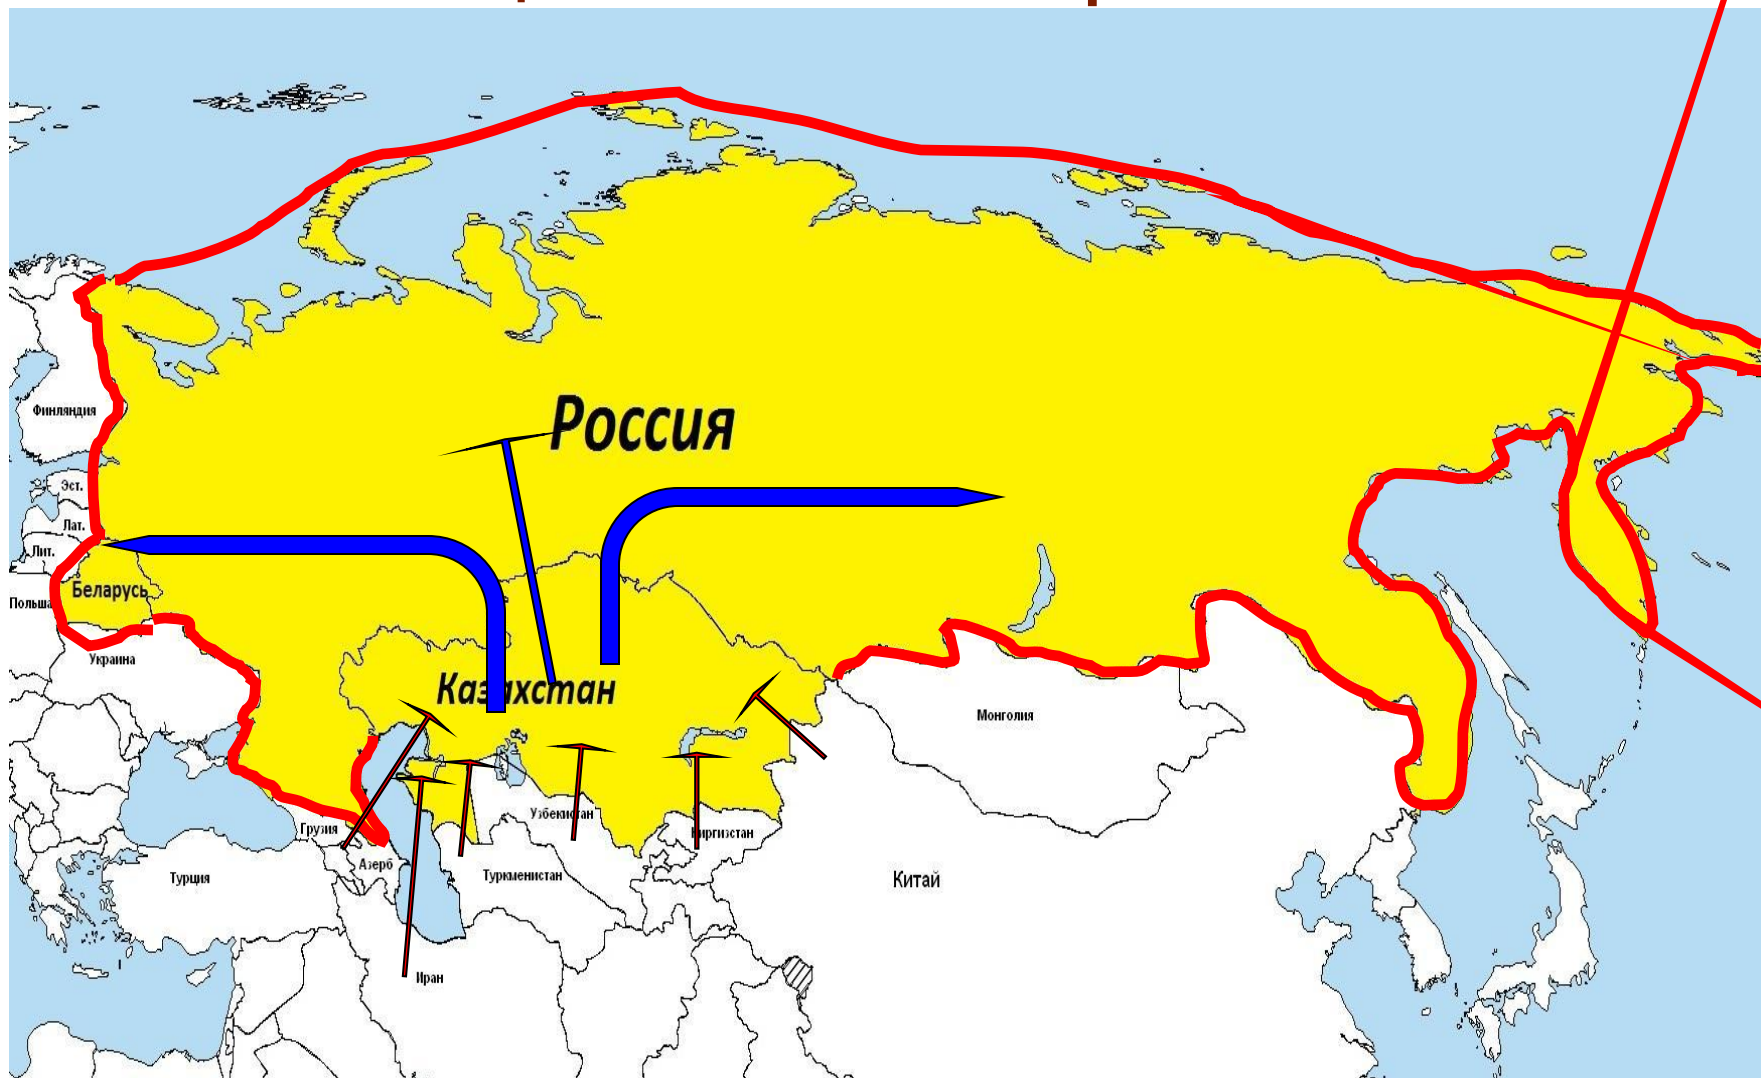 Россия
Финляндия
Эст.
Лат.
Лит.
Беларусь
Польша
Украина
Казахстан
Монголия
Грузия
Узбекистан
Киргизстан
Азерб
Турция
Туркменистан
Китай
Иран